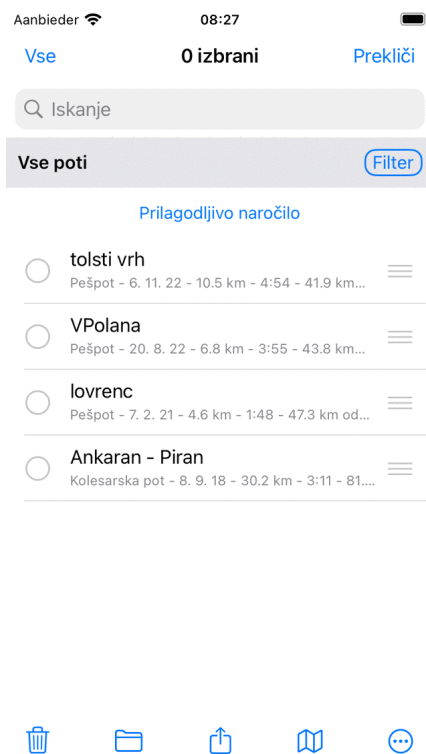 Aanbieder 08:27
Vse 0 izbrani Prekliči
Iskanje
Vse poti Filter
Prilagodljivo naročilo
tolsti vrh
Pešpot - 6. 11. 22 - 10.5 km - 4:54 - 41.9 km...
VPolana
Pešpot - 20. 8. 22 - 6.8 km - 3:55 - 43.8 km...
lovrenc
Pešpot - 7. 2. 21 - 4.6 km - 1:48 - 47.3 km od...
Ankaran - Piran
Kolesarska pot - 8. 9. 18 - 30.2 km - 3:11 - 81....